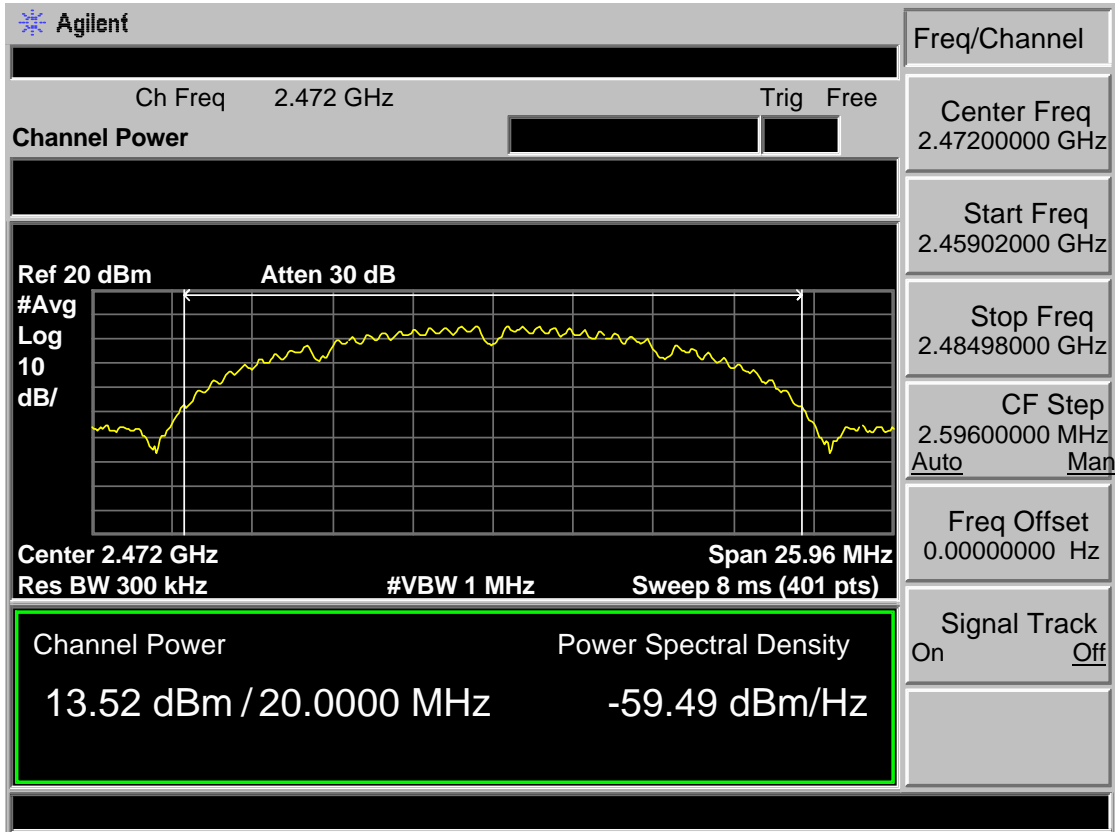 Agilent
Freq/Channel
Ch Freq 2.472 GHz Trig Free
Channel Power
Center Freq
2.47200000 GHz
Start Freq
2.45902000 GHz
Stop Freq
2.48498000 GHz
CF Step
2.59600000 MHz
Auto Man
Freq Offset
0.00000000 Hz
Signal Track
On Off
Ref 20 dBm Atten 30 dB
#Avg
Log
10
dB/
Center 2.472 GHz Span 25.96 MHz
Res BW 300 kHz #VBW 1 MHz Sweep 8 ms (401 pts)
Channel Power Power Spectral Density
13.52 dBm / 20.0000 MHz -59.49 dBm/Hz